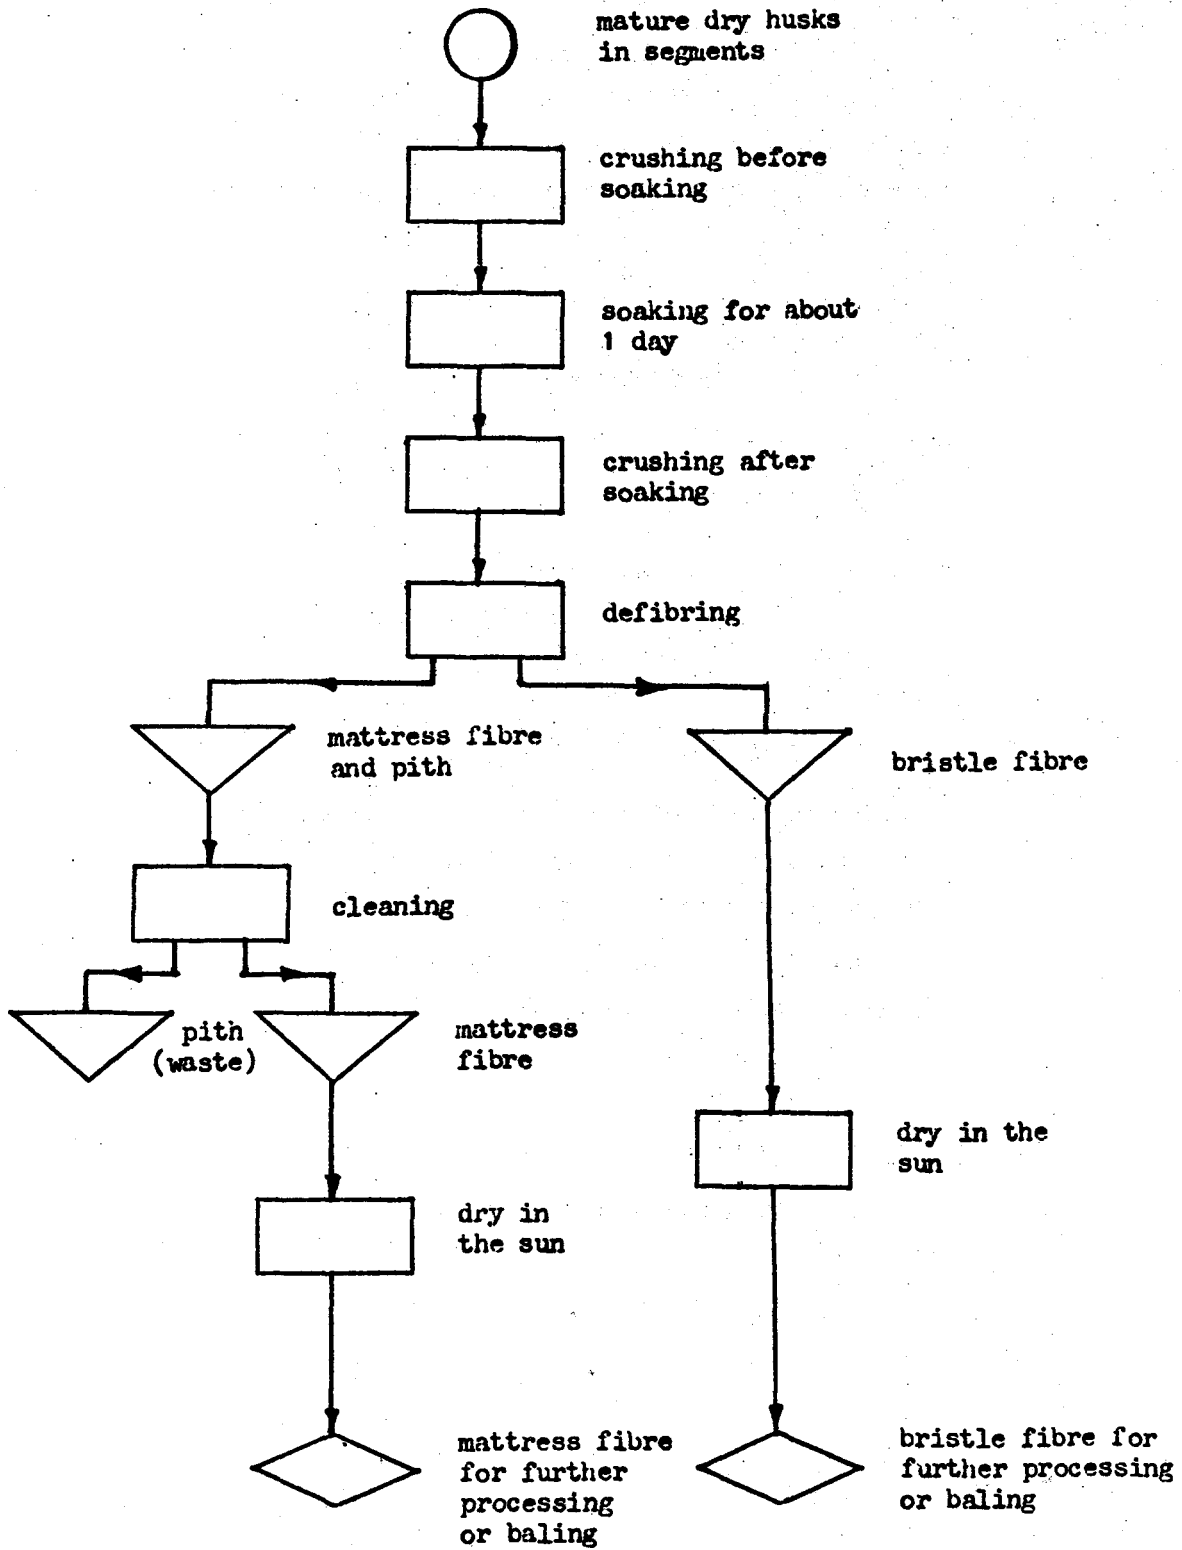 mature dry husks
in segments
crushing before
soaking
soaking for about
1 day
crushing after
soaking
defibring
mattress fibre
and pith
bristle fibre
cleaning
pith
(waste)
mattress
fibre
dry in the
sun
dry in
the sun
mattress fibre
for further
processing
or baling
bristle fibre for
further processing
or baling